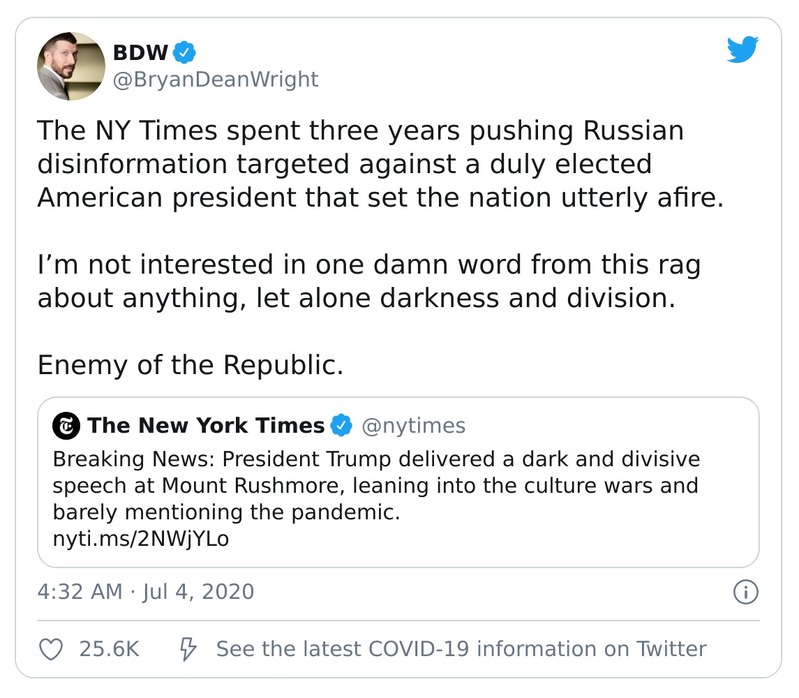 BDW
@BryanDeanWright
The NY Times spent three years pushing Russian
disinformation targeted against a duly elected
American president that set the nation utterly afire.
I’m not interested in one damn word from this rag
about anything, let alone darkness and division.
Enemy of the Republic.
The New York Times @nytimes
Breaking News: President Trump delivered a dark and divisive
speech at Mount Rushmore, leaning into the culture wars and
barely mentioning the pandemic.
nyti.ms/2NWjYLo
4:32 AM · Jul 4, 2020
25.6K See the latest COVID-19 information on Twitter